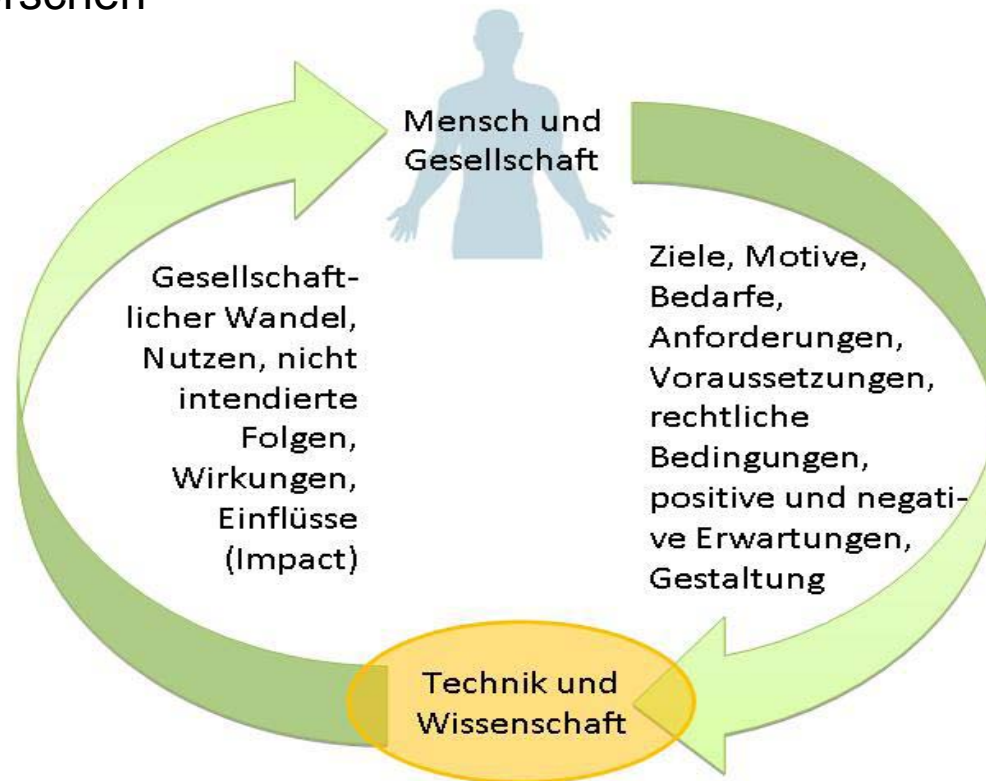 Mensch und
Gesellschaft
Ziele, Motive,
Bedarfe,
Anforderungen,
Voraussetzungen,
rechtliche
Bedingungen,
positive und negati-
ve Erwartungen,
Gestaltung
Technik und
Wissenschaft
Gesellschaft-
licher Wandel,
Nutzen, nicht
intendierte
Folgen,
Wirkungen,
Einflüsse
(Impact)